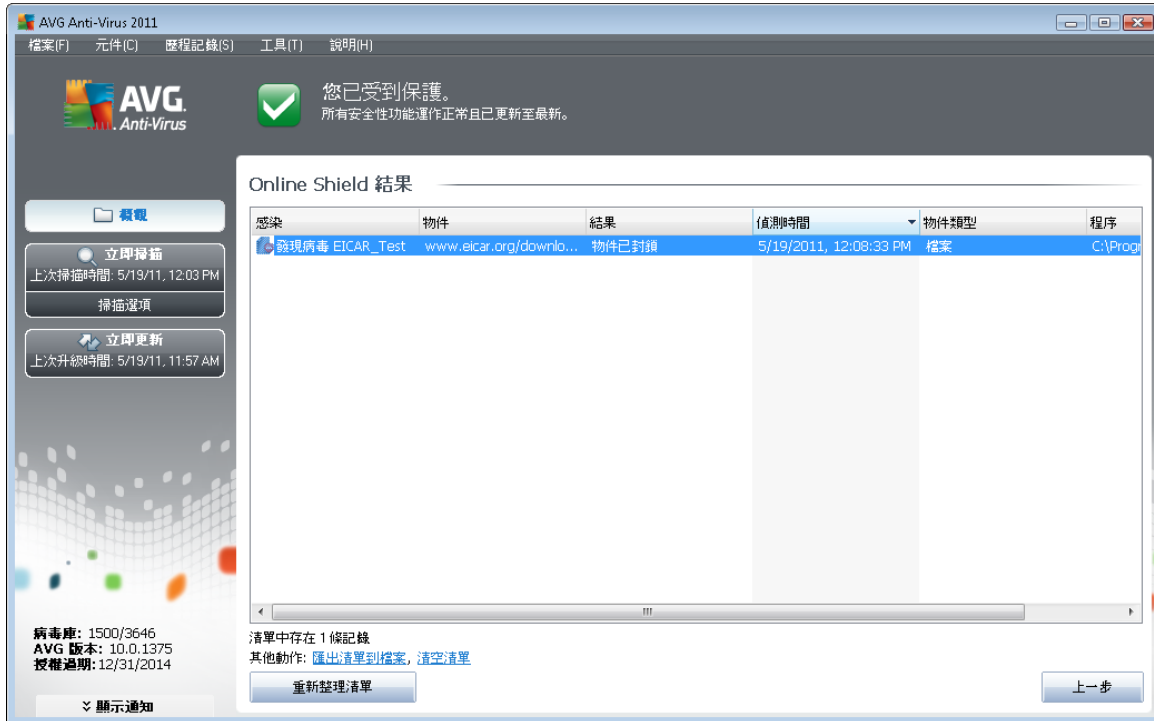 AVG Anti-Virus 2011
檔案(F) 元件(C) 歷程記錄(S) 工具(T) 說明(H)
AVG.
Anti-Virus
您已受到保護。
所有安全性功能運作正常且已更新至最新。
概觀
立即掃描
上次掃描時間: 5/19/11, 12:03 PM
掃描選項
立即更新
上次升級時間: 5/19/11, 11:57 AM
病毒庫: 1500/3646
AVG 版本: 10.0.1375
授權過期: 12/31/2014
顯示通知
Online Shield 結果
感染 物件 結果 偵測時間 物件類型 程序
發現病毒 EICAR_Test www.eicar.org/downlo... 物件已封鎖 5/19/2011, 12:08:33 PM 檔案 C:\Progr
清單中存在 1 條記錄
其他動作: 匯出清單到檔案, 清空清單
重新整理清單 上一步